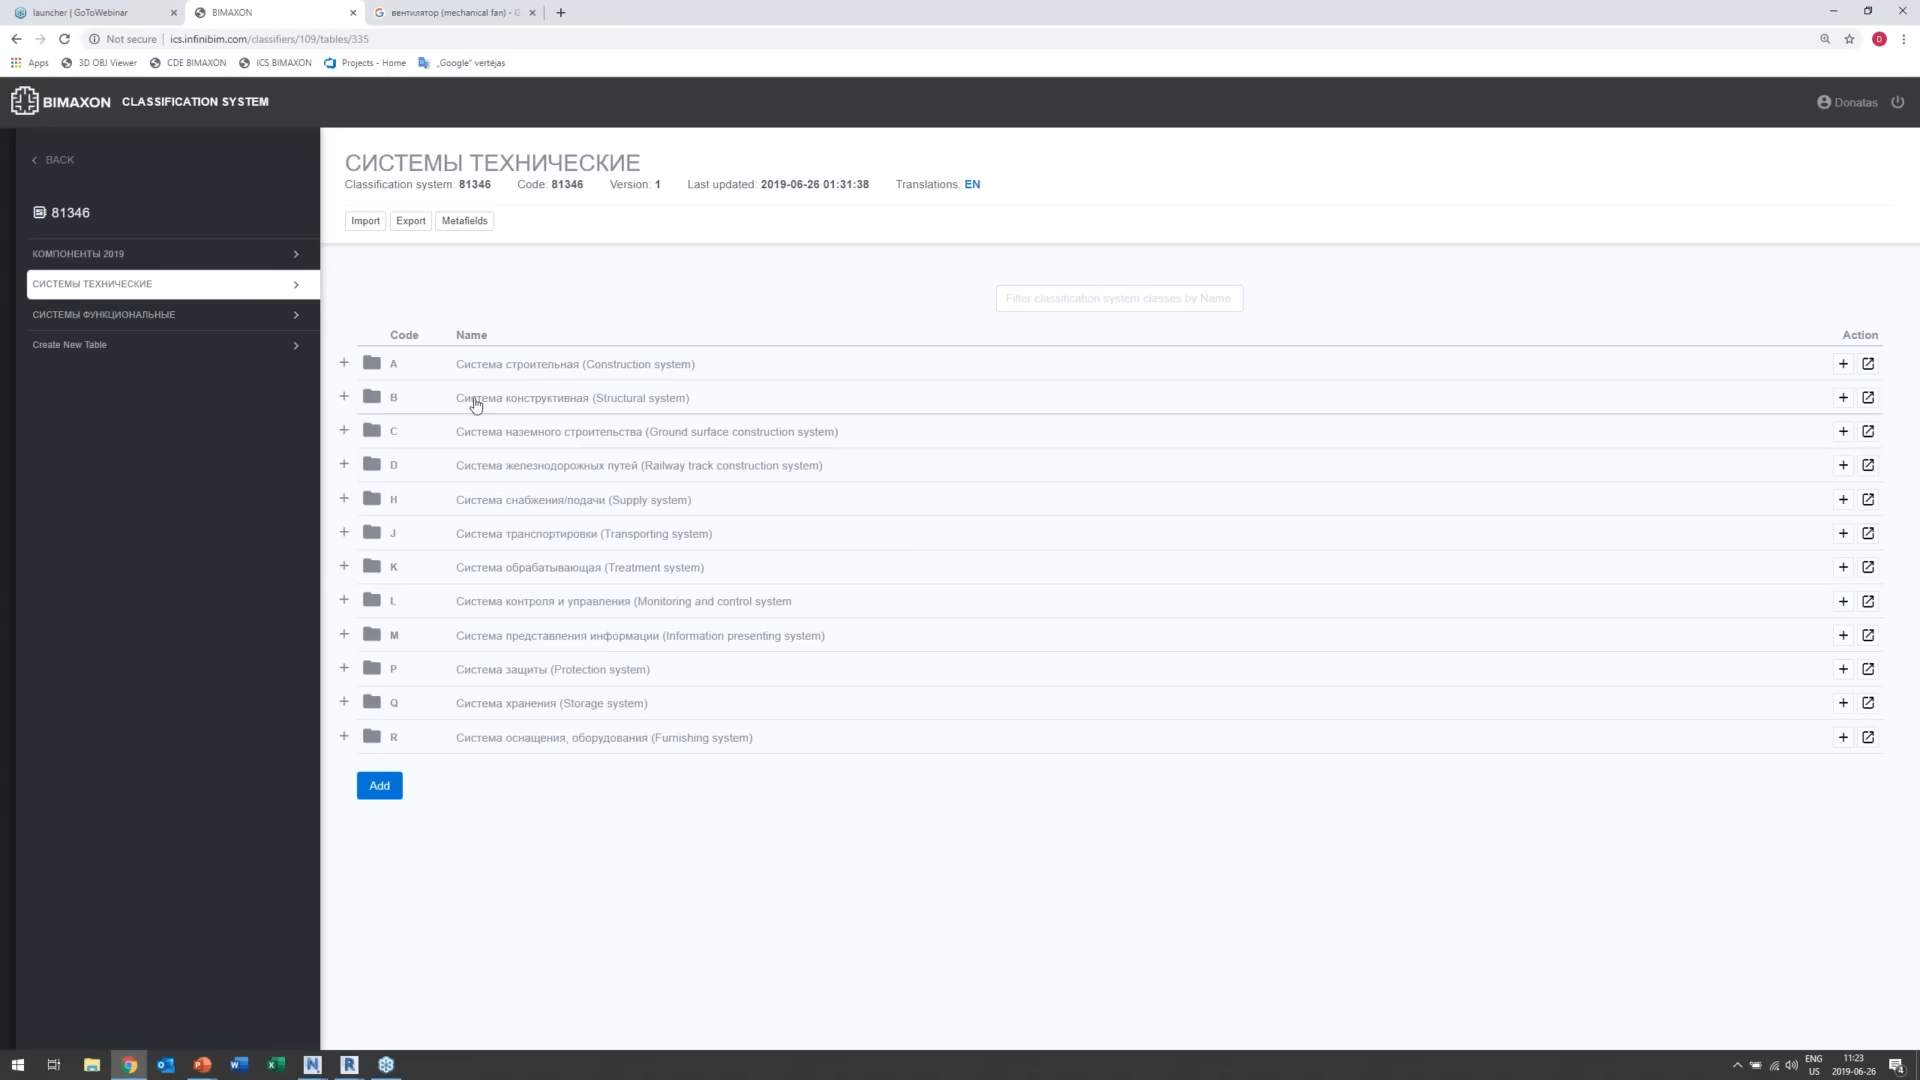 launcher | GoToWebinar
BIMAXON
вентилятор (mechanical fan) - G
Not secure
ics.infinibim.com/classifiers/109/tables/335
D
Apps
3D OBJ Viewer
CDE BIMAXON
ICS BIMAXON
Projects - Home
„Google“ vertėjas
BIMAXON CLASSIFICATION SYSTEM
Donatas
BACK
81346
КОМПОНЕНТЫ 2019
СИСТЕМЫ ТЕХНИЧЕСКИЕ
СИСТЕМЫ ФУНКЦИОНАЛЬНЫЕ
Create New Table
СИСТЕМЫ ТЕХНИЧЕСКИЕ
Classification system: 81346 Code: 81346 Version: 1 Last updated: 2019-06-26 01:31:38 Translations: EN
Import Export Metafields
Filter classification system classes by Name
Code Name Action
A Система строительная (Construction system)
B Система конструктивная (Structural system)
C Система наземного строительства (Ground surface construction system)
D Система железнодорожных путей (Railway track construction system)
H Система снабжения/подачи (Supply system)
J Система транспортировки (Transporting system)
K Система обрабатывающая (Treatment system)
L Система контроля и управления (Monitoring and control system
M Система представления информации (Information presenting system)
P Система защиты (Protection system)
Q Система хранения (Storage system)
R Система оснащения, оборудования (Furnishing system)
Add
ENG
US
11:23
2019-06-26
4